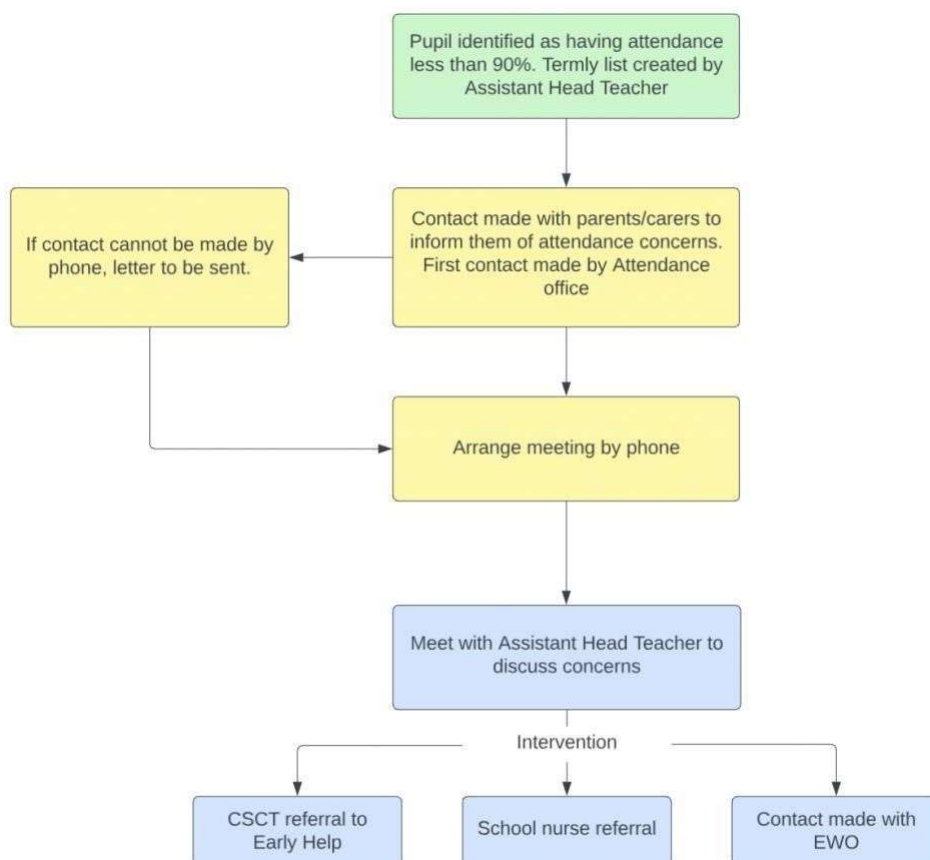 Pupil identified as having attendance
less than 90%. Termly list created by
Assistant Head Teacher
If contact cannot be made by
phone, letter to be sent.
Contact made with parents/carers to
inform them of attendance concerns.
First contact made by Attendance
office
Arrange meeting by phone
Meet with Assistant Head Teacher to
discuss concerns
Intervention
CSCT referral to
Early Help
School nurse referral
Contact made with
EWO